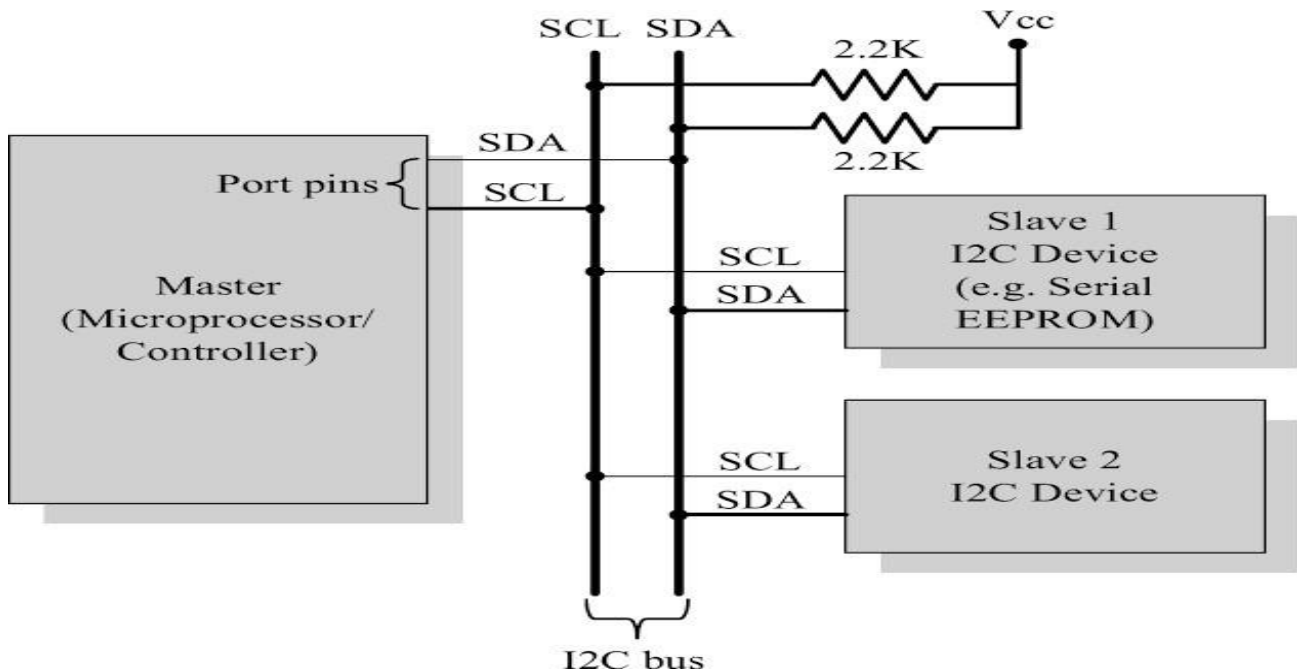 SCL SDA
Vcc
2.2K
2.2K
SDA
Port pins
SCL
Master
(Microprocessor/
Controller)
SCL
SDA
Slave 1
I2C Device
(e.g. Serial
EEPROM)
SCL
SDA
Slave 2
I2C Device
I2C bus